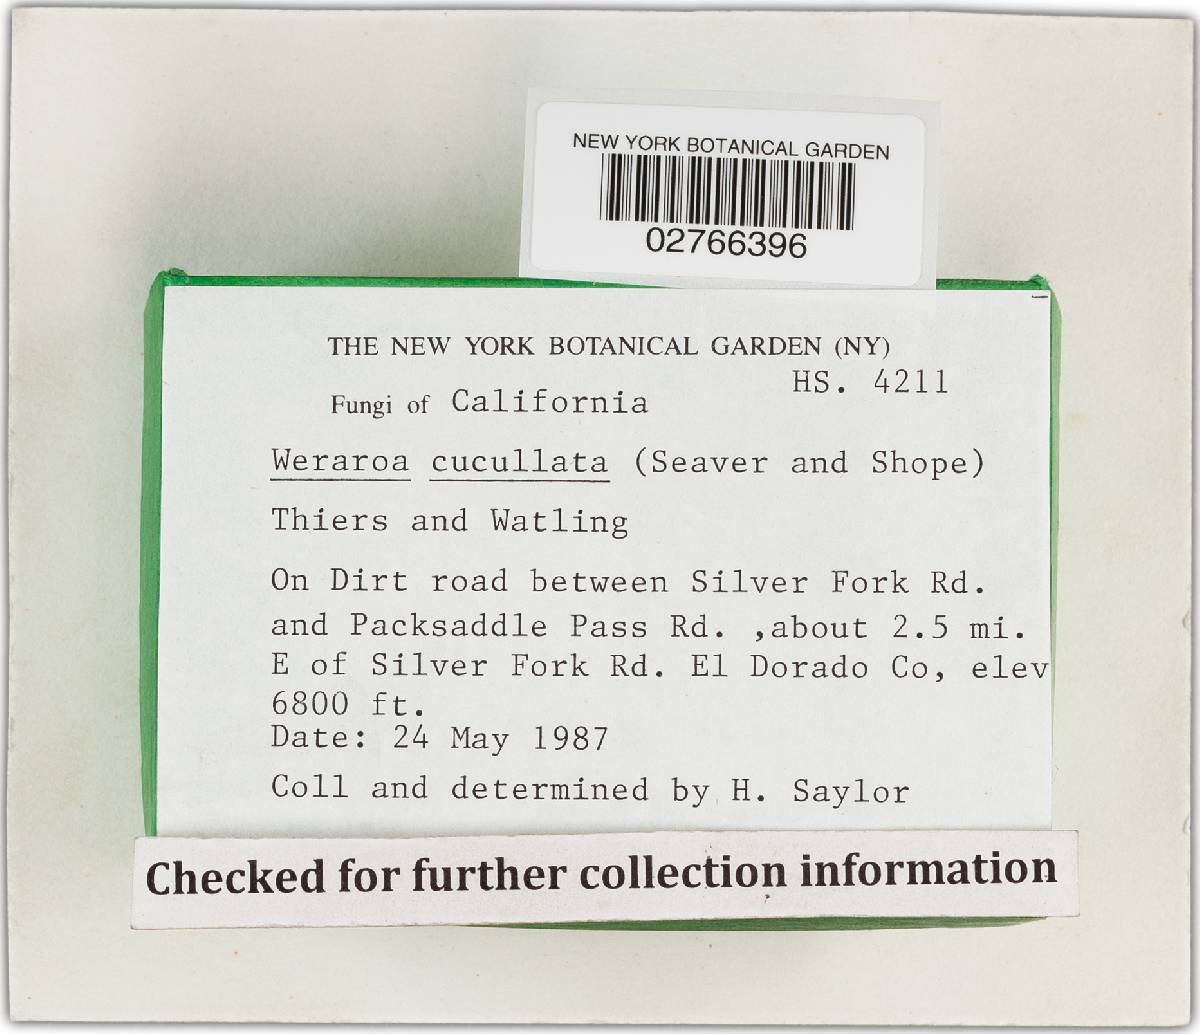 NEW YORK BOTANICAL GARDEN
02766396
THE NEW YORK BOTANICAL GARDEN (NY)
HS. 4211
Fungi of California
Weraroa cucullata (Seaver and Shope)
Thiers and Watling
On Dirt road between Silver Fork Rd.
and Packsaddle Pass Rd. ,about 2.5 mi.
E of Silver Fork Rd. El Dorado Co, elev
6800 ft.
Date: 24 May 1987
Coll and determined by H. Saylor
Checked for further collection information